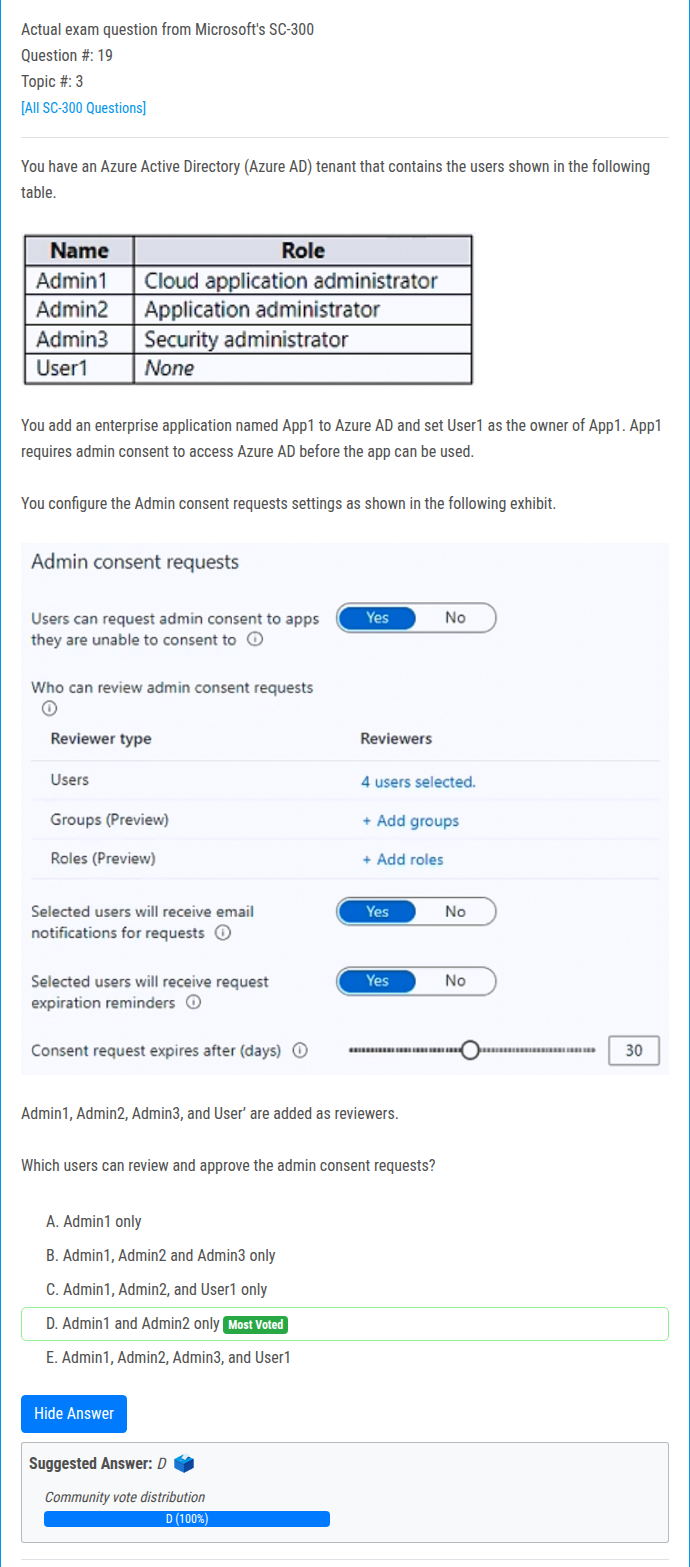 Actual exam question from Microsoft's SC-300
Question #: 19
Topic #: 3
[All SC-300 Questions]
You have an Azure Active Directory (Azure AD) tenant that contains the users shown in the following
table.
Name Role
Admin1 Cloud application administrator
Admin2 Application administrator
Admin3 Security administrator
User1 None
You add an enterprise application named App1 to Azure AD and set User1 as the owner of App1. App1
requires admin consent to access Azure AD before the app can be used.
You configure the Admin consent requests settings as shown in the following exhibit.
Admin consent requests
Users can request admin consent to apps Yes No
they are unable to consent to
Who can review admin consent requests
Reviewer type Reviewers
Users 4 users selected.
Groups (Preview) + Add groups
Roles (Preview) + Add roles
Selected users will receive email Yes No
notifications for requests
Selected users will receive request Yes No
expiration reminders
Consent request expires after (days) 30
Admin1, Admin2, Admin3, and User' are added as reviewers.
Which users can review and approve the admin consent requests?
A. Admin1 only
B. Admin1, Admin2 and Admin3 only
C. Admin1, Admin2, and User1 only
D. Admin1 and Admin2 only Most Voted
E. Admin1, Admin2, Admin3, and User1
Hide Answer
Suggested Answer: D
Community vote distribution
D (100%)